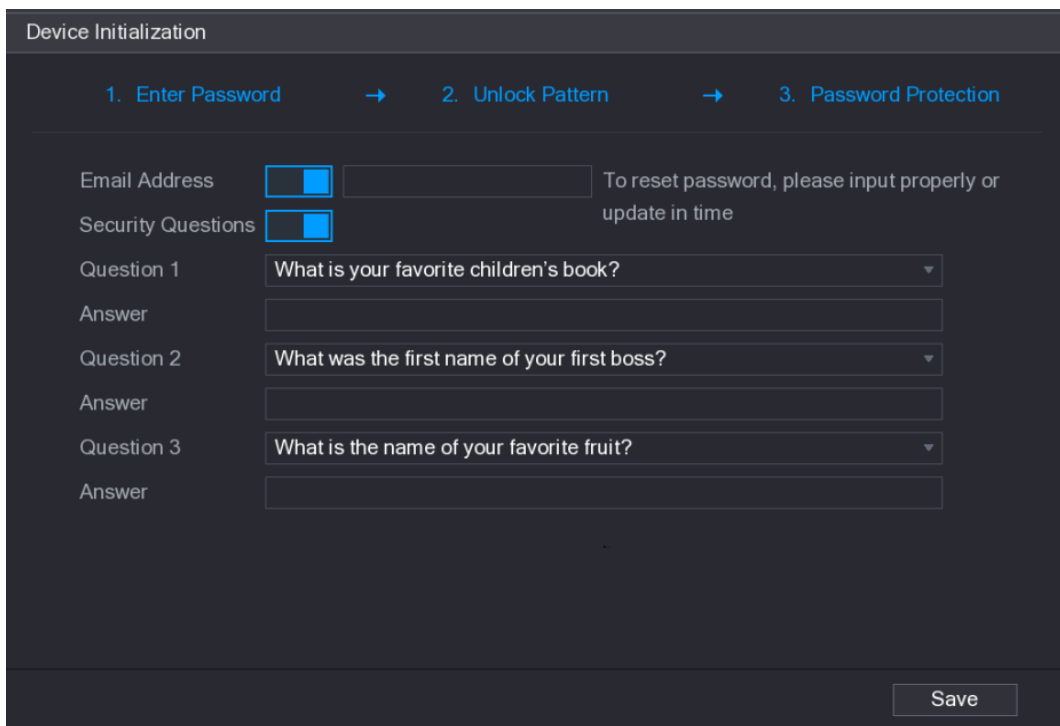 Device Initialization
1. Enter Password → 2. Unlock Pattern → 3. Password Protection
Email Address To reset password, please input properly or
update in time
Security Questions
Question 1 What is your favorite children's book?
Answer
Question 2 What was the first name of your first boss?
Answer
Question 3 What is the name of your favorite fruit?
Answer
Save